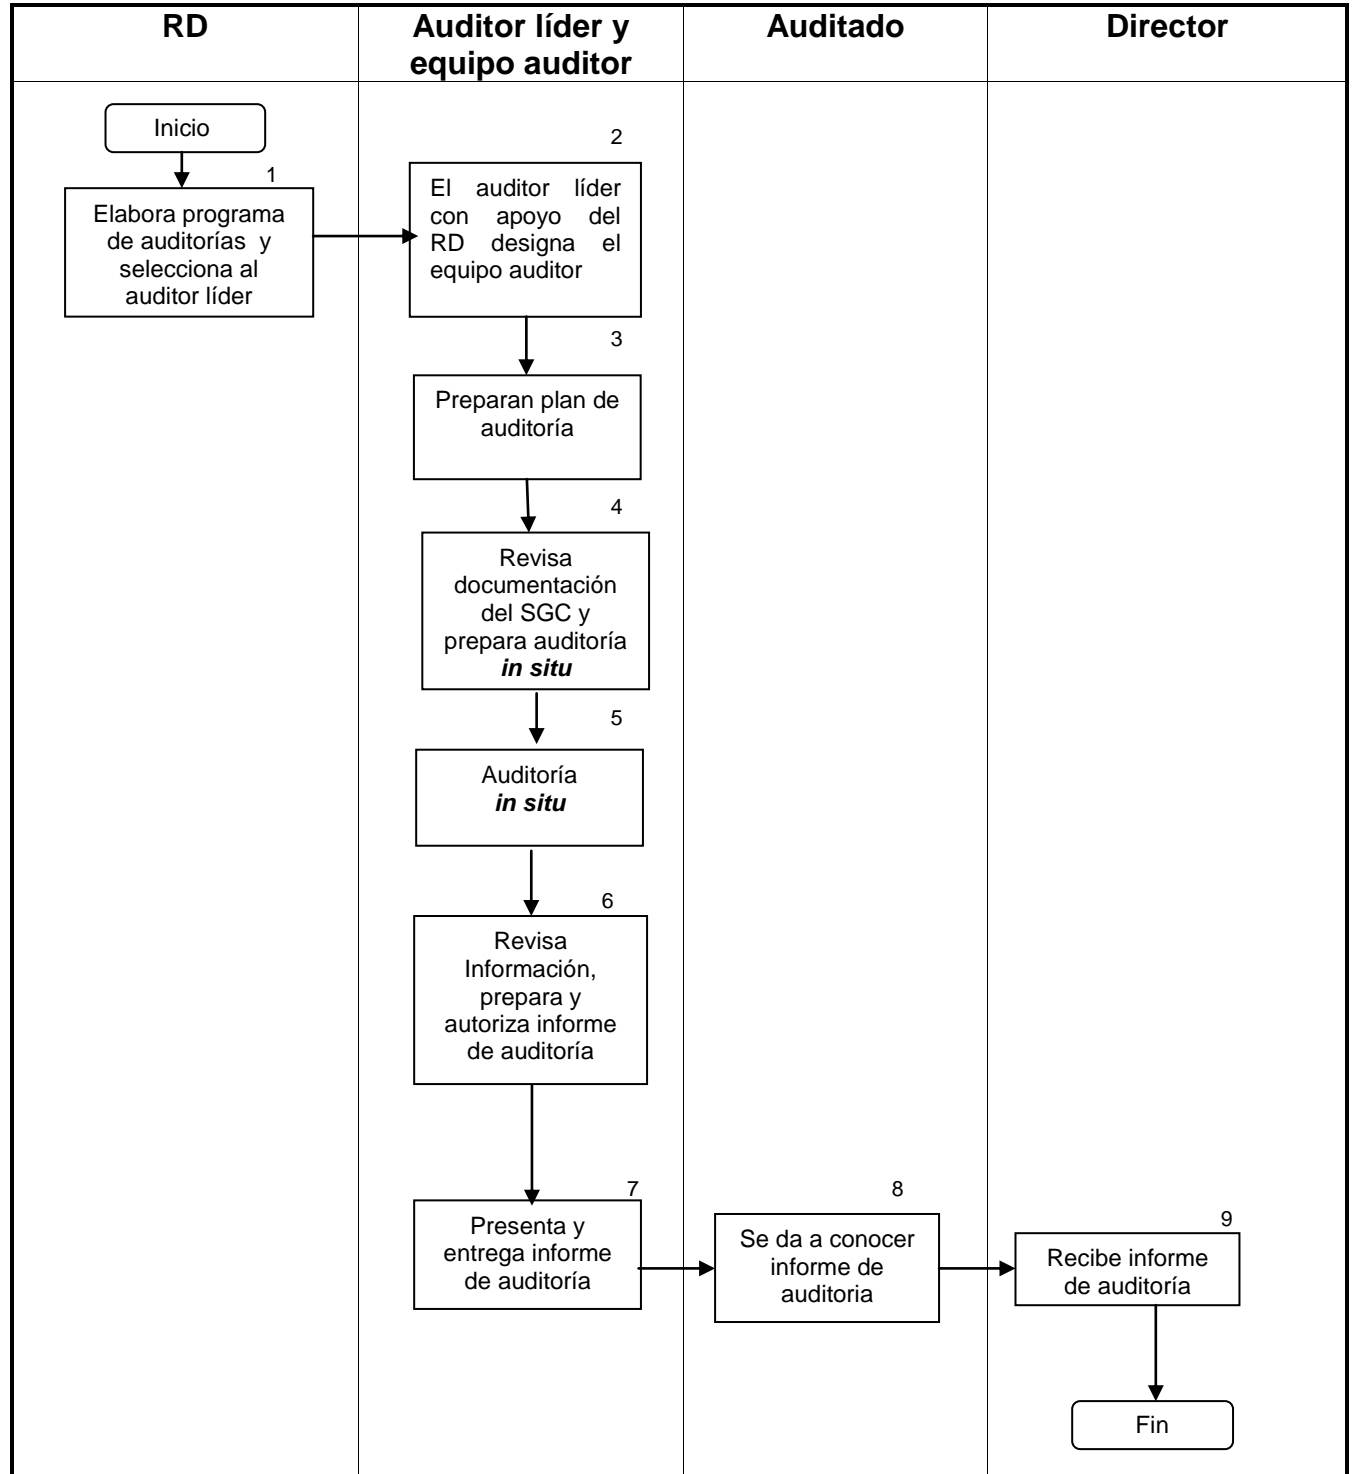 RD
Auditor líder y
equipo auditor
Auditado
Director
Inicio
1
Elabora programa
de auditorías y
selecciona al
auditor líder
2
El auditor líder
con apoyo del
RD designa el
equipo auditor
3
Preparan plan de
auditoría
4
Revisa
documentación
del SGC y
prepara auditoría
in situ
5
Auditoría
in situ
6
Revisa
Información,
prepara y
autoriza informe
de auditoría
7
Presenta y
entrega informe
de auditoría
8
Se da a conocer
informe de
auditoria
9
Recibe informe
de auditoría
Fin